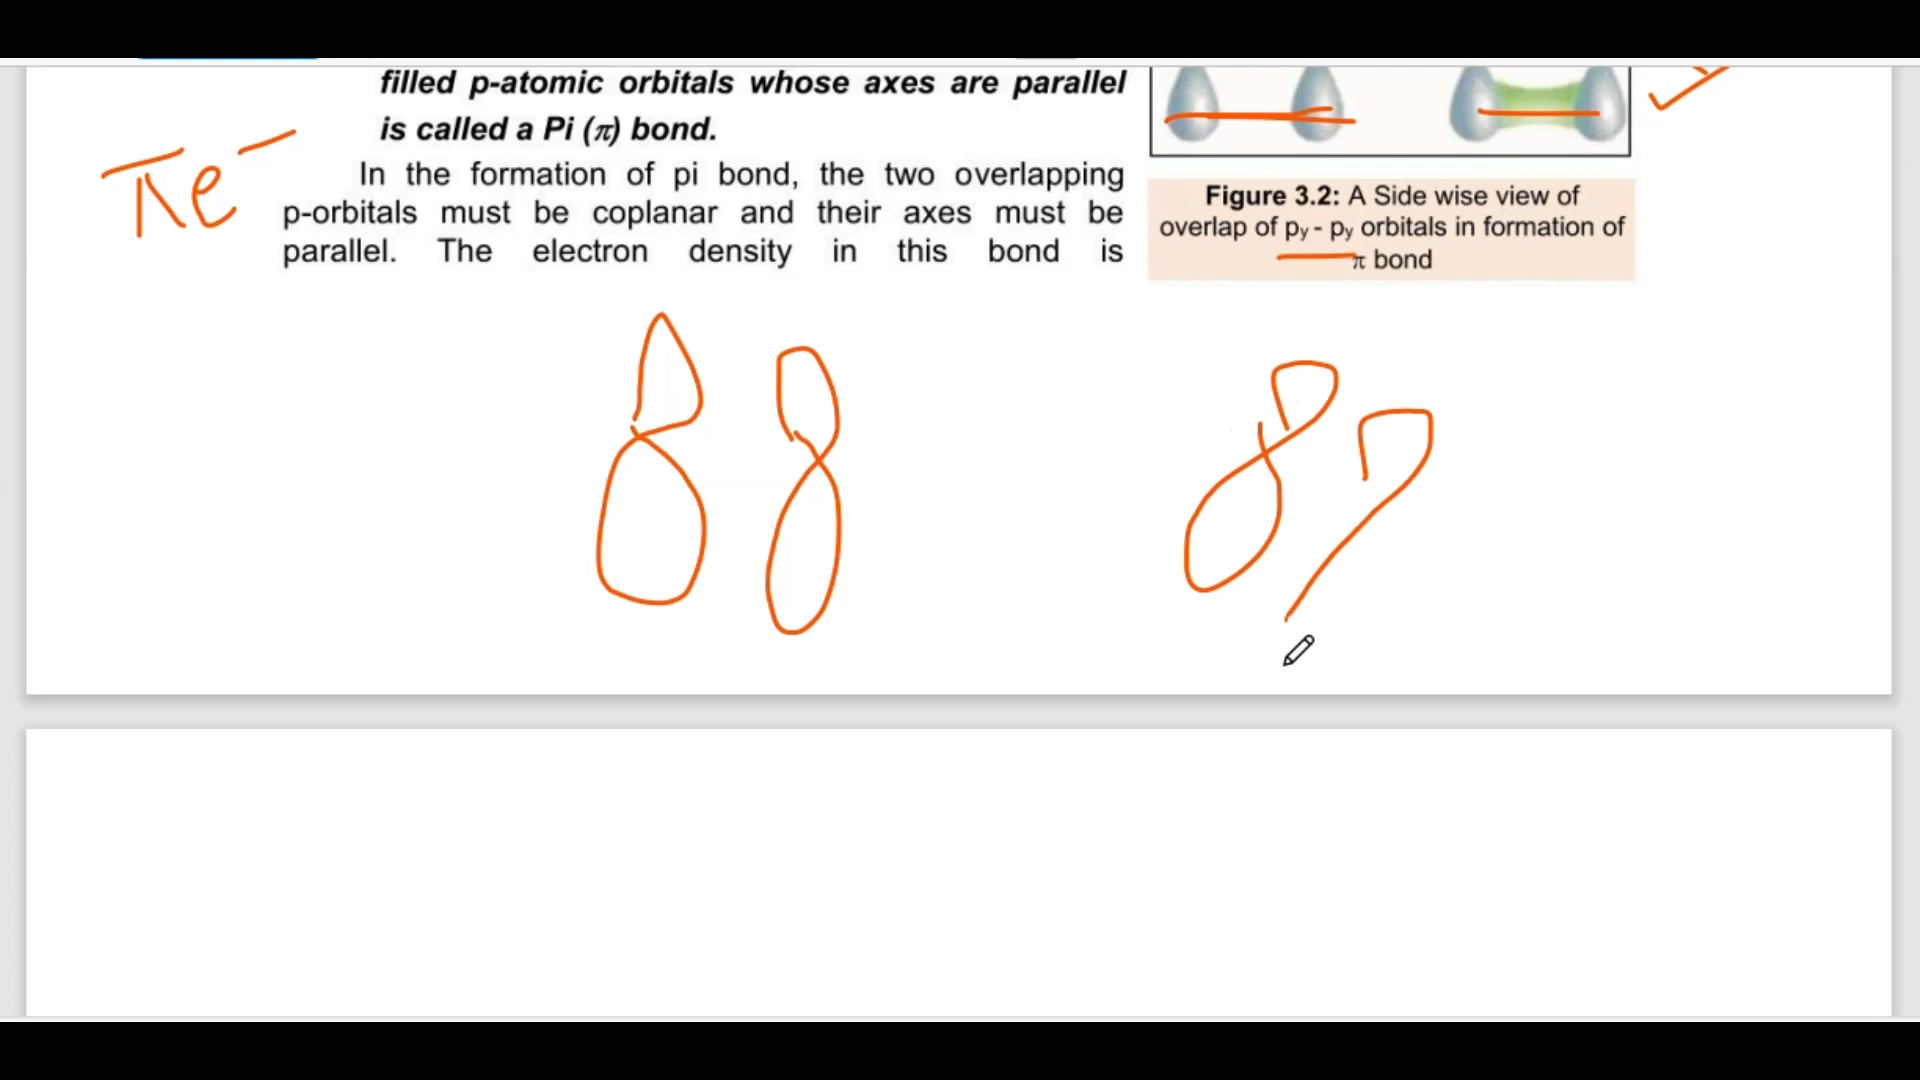 filled p-atomic orbitals whose axes are parallel
is called a Pi (π) bond.
πe⁻
In the formation of pi bond, the two overlapping
p-orbitals must be coplanar and their axes must be
parallel. The electron density in this bond is
Figure 3.2: A Side wise view of
overlap of py - py orbitals in formation of
π bond